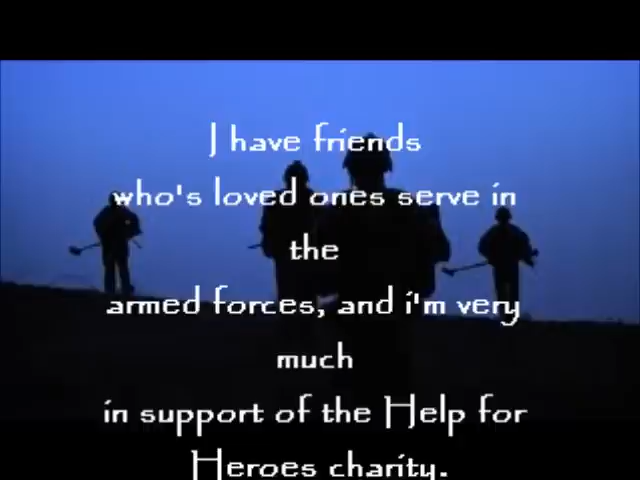 I have friends
who's loved ones serve in
the
armed forces, and i'm very
much
in support of the Help for
Heroes charity.